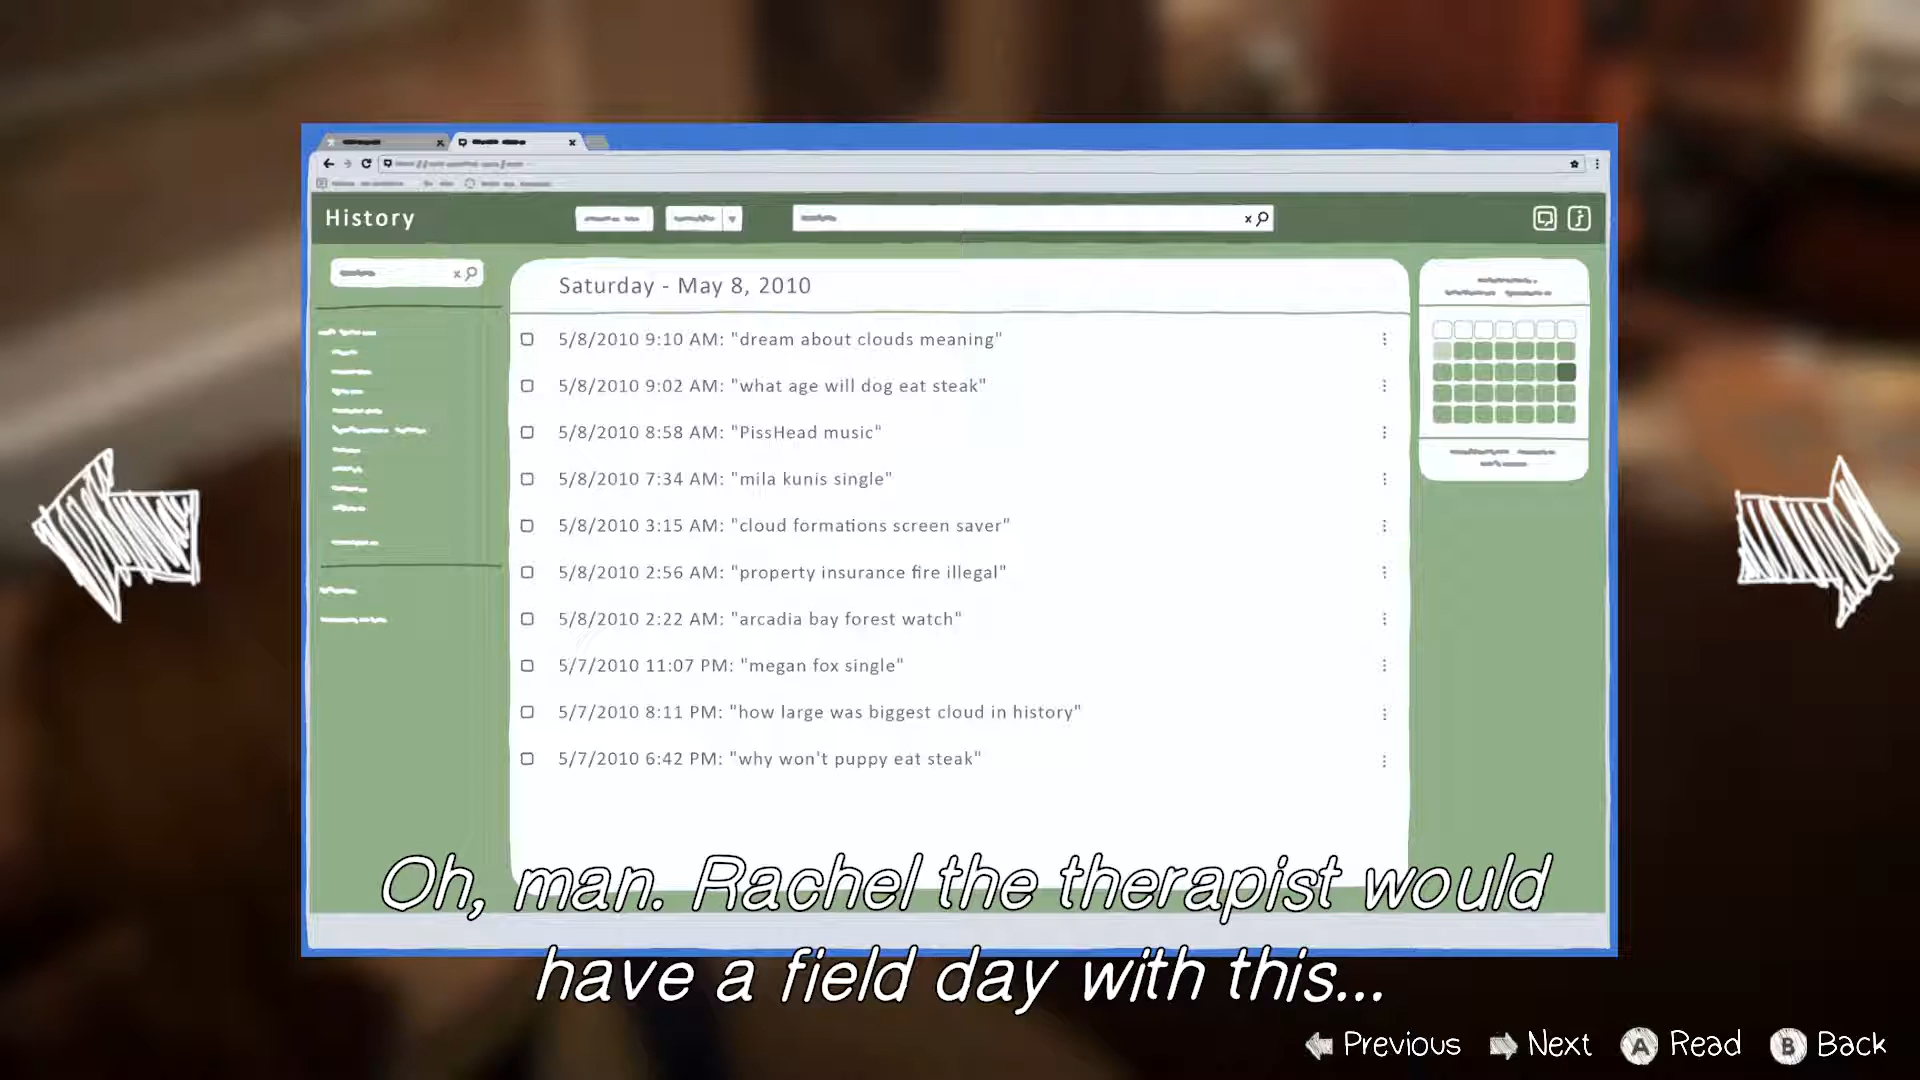 History
Saturday - May 8, 2010
5/8/2010 9:10 AM: "dream about clouds meaning"
5/8/2010 9:02 AM: "what age will dog eat steak"
5/8/2010 8:58 AM: "PissHead music"
5/8/2010 7:34 AM: "mila kunis single"
5/8/2010 3:15 AM: "cloud formations screen saver"
5/8/2010 2:56 AM: "property insurance fire illegal"
5/8/2010 2:22 AM: "arcadia bay forest watch"
5/7/2010 11:07 PM: "megan fox single"
5/7/2010 8:11 PM: "how large was biggest cloud in history"
5/7/2010 6:42 PM: "why won't puppy eat steak"
Oh, man. Rachel the therapist would
have a field day with this...
Previous Next A Read B Back